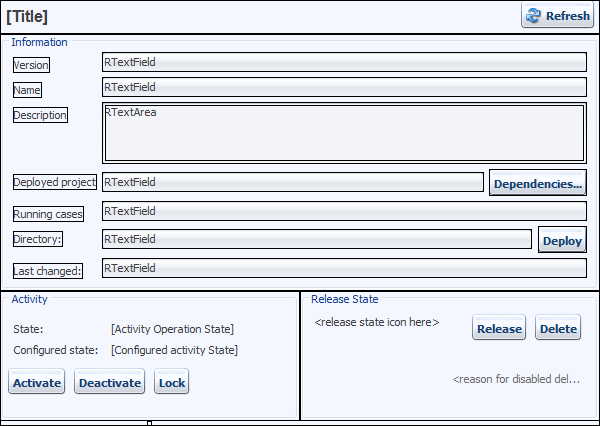 [Title] Refresh
Information
Version RTextField
Name RTextField
Description RTextArea
Deployed project RTextField Dependencies...
Running cases RTextField
Directory: RTextField Deploy
Last changed: RTextField
Activity
State: [Activity Operation State]
Configured state: [Configured activity State]
Activate Deactivate Lock
Release State
<release state icon here> Release Delete
<reason for disabled del...